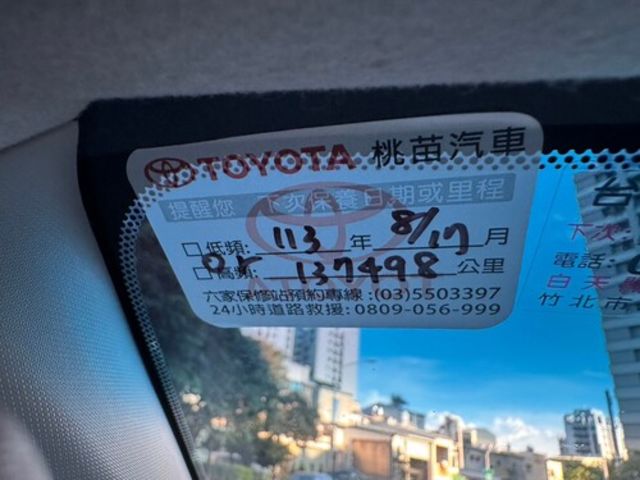 TOYOTA 桃苗汽車
提醒您 下次保養日期或里程
□低頻: 113 年 8/17 月
□高頻: 137498 公里
六家保修站預約專線:(03)5503397
24小時道路救援:0809-056-999
下次
電話:
白天
竹北市